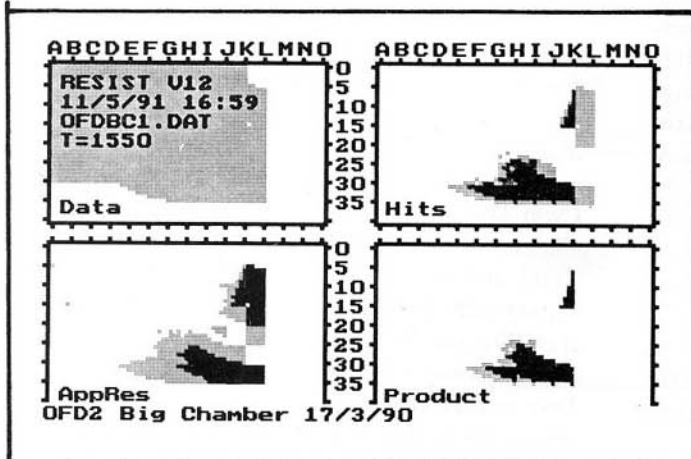 ABCDEFGHIJKLMNO
ABCDEFGHIJKLMNO
RESIST V12
11/5/91 16:59
OFDBC1.DAT
T=1550
Data
0
5
10
15
20
25
30
35
Hits
AppRes
0
5
10
15
20
25
30
35
Product
OFD2 Big Chamber 17/3/90